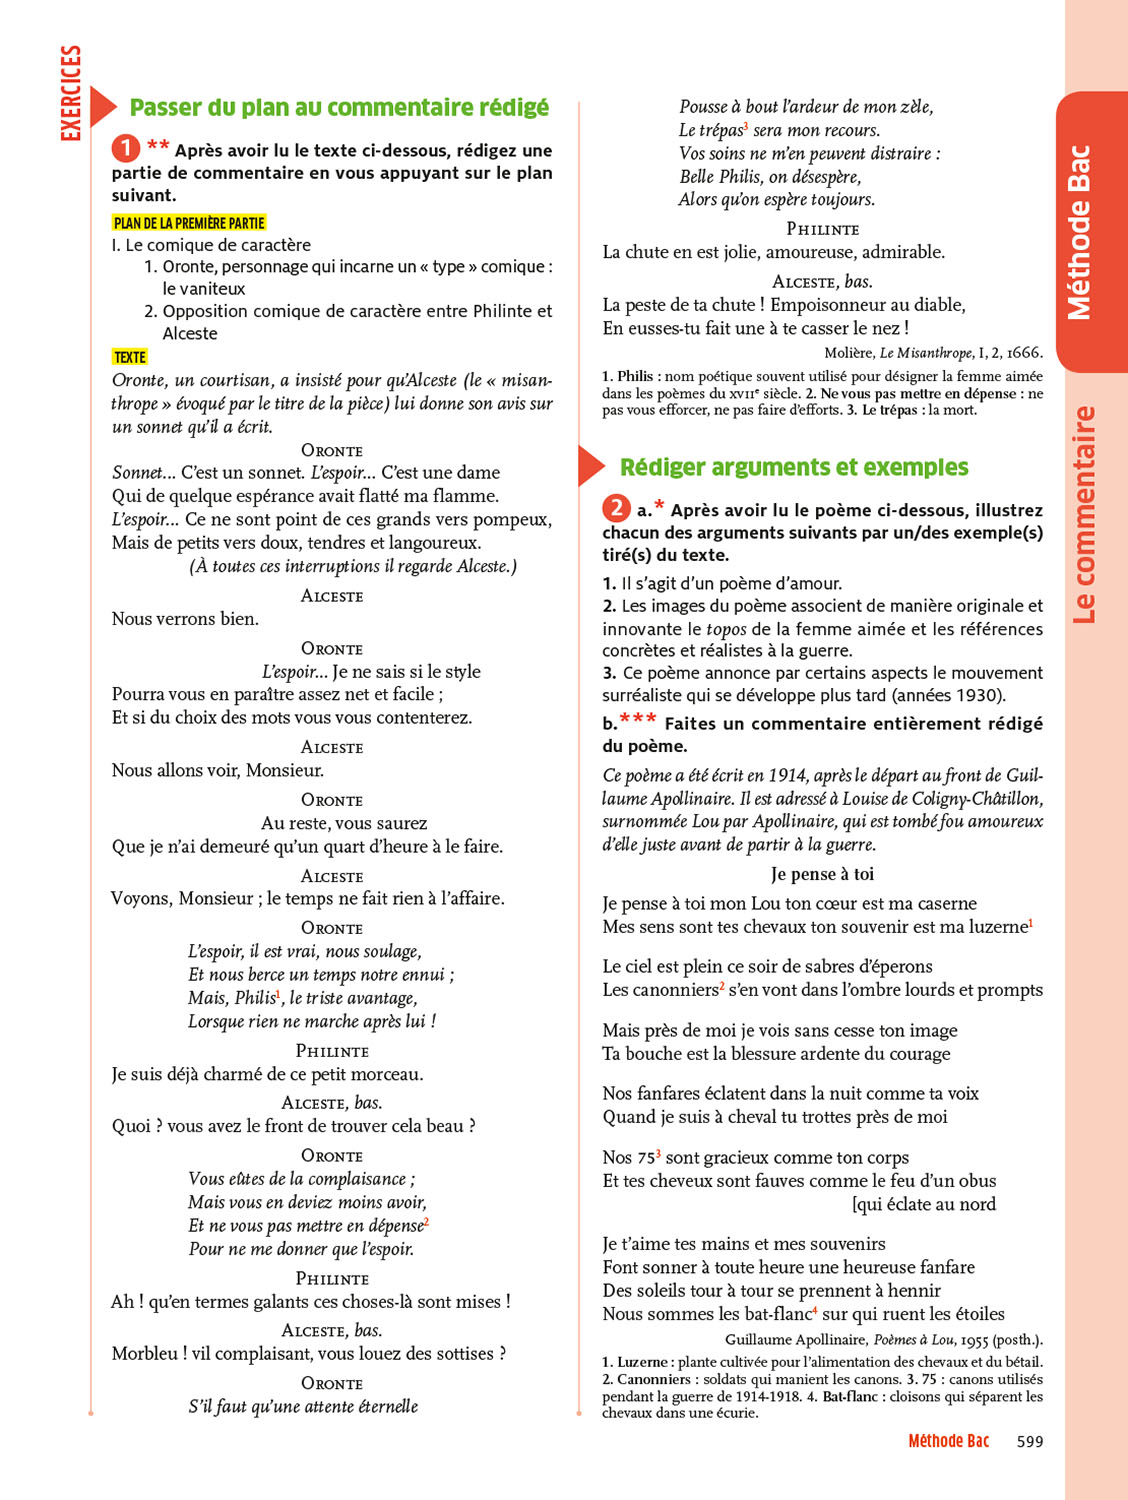 EXERCICES
Passer du plan au commentaire rédigé
1 ** Après avoir lu le texte ci-dessous, rédigez une
partie de commentaire en vous appuyant sur le plan
suivant.
PLAN DE LA PREMIÈRE PARTIE
I. Le comique de caractère
1. Oronte, personnage qui incarne un « type » comique :
le vaniteux
2. Opposition comique de caractère entre Philinte et
Alceste
TEXTE
Oronte, un courtisan, a insisté pour qu'Alceste (le « misan-
thrope » évoqué par le titre de la pièce) lui donne son avis sur
un sonnet qu'il a écrit.
ORONTE
Sonnet... C'est un sonnet. L'espoir... C'est une dame
Qui de quelque espérance avait flatté ma flamme.
L'espoir... Ce ne sont point de ces grands vers pompeux,
Mais de petits vers doux, tendres et langoureux.
(À toutes ces interruptions il regarde Alceste.)
ALCESTE
Nous verrons bien.
ORONTE
L'espoir... Je ne sais si le style
Pourra vous en paraître assez net et facile ;
Et si du choix des mots vous vous contenterez.
ALCESTE
Nous allons voir, Monsieur.
ORONTE
Au reste, vous saurez
Que je n'ai demeuré qu'un quart d'heure à le faire.
ALCESTE
Voyons, Monsieur ; le temps ne fait rien à l'affaire.
ORONTE
L'espoir, il est vrai, nous soulage,
Et nous berce un temps notre ennui ;
Mais, Philis1, le triste avantage,
Lorsque rien ne marche après lui !
PHILINTE
Je suis déjà charmé de ce petit morceau.
ALCESTE, bas.
Quoi ? vous avez le front de trouver cela beau ?
ORONTE
Vous eûtes de la complaisance ;
Mais vous en deviez moins avoir,
Et ne vous pas mettre en dépense2
Pour ne me donner que l'espoir.
PHILINTE
Ah ! qu'en termes galants ces choses-là sont mises !
ALCESTE, bas.
Morbleu ! vil complaisant, vous louez des sottises ?
ORONTE
S'il faut qu'une attente éternelle
Pousse à bout l'ardeur de mon zèle,
Le trépas3 sera mon recours.
Vos soins ne m'en peuvent distraire :
Belle Philis, on désespère,
Alors qu'on espère toujours.
PHILINTE
La chute en est jolie, amoureuse, admirable.
ALCESTE, bas.
La peste de ta chute ! Empoisonneur au diable,
En eusses-tu fait une à te casser le nez !
Molière, Le Misanthrope, I, 2, 1666.
1. Philis : nom poétique souvent utilisé pour désigner la femme aimée
dans les poèmes du XVIIe siècle. 2. Ne vous pas mettre en dépense : ne
pas vous efforcer, ne pas faire d'efforts. 3. Le trépas : la mort.
Rédiger arguments et exemples
2 a.* Après avoir lu le poème ci-dessous, illustrez
chacun des arguments suivants par un/des exemple(s)
tiré(s) du texte.
1. Il s'agit d'un poème d'amour.
2. Les images du poème associent de manière originale et
innovante le topos de la femme aimée et les références
concrètes et réalistes à la guerre.
3. Ce poème annonce par certains aspects le mouvement
surréaliste qui se développe plus tard (années 1930).
b.*** Faites un commentaire entièrement rédigé
du poème.
Ce poème a été écrit en 1914, après le départ au front de Guil-
laume Apollinaire. Il est adressé à Louise de Coligny-Châtillon,
surnommée Lou par Apollinaire, qui est tombé fou amoureux
d'elle juste avant de partir à la guerre.
Je pense à toi
Je pense à toi mon Lou ton cœur est ma caserne
Mes sens sont tes chevaux ton souvenir est ma luzerne1
Le ciel est plein ce soir de sabres d'éperons
Les canonniers2 s'en vont dans l'ombre lourds et prompts
Mais près de moi je vois sans cesse ton image
Ta bouche est la blessure ardente du courage
Nos fanfares éclatent dans la nuit comme ta voix
Quand je suis à cheval tu trottes près de moi
Nos 753 sont gracieux comme ton corps
Et tes cheveux sont fauves comme le feu d'un obus
[qui éclate au nord
Je t'aime tes mains et mes souvenirs
Font sonner à toute heure une heureuse fanfare
Des soleils tour à tour se prennent à hennir
Nous sommes les bat-flanc4 sur qui ruent les étoiles
Guillaume Apollinaire, Poèmes à Lou, 1955 (posth.).
1. Luzerne : plante cultivée pour l'alimentation des chevaux et du bétail.
2. Canonniers : soldats qui manient les canons. 3. 75 : canons utilisés
pendant la guerre de 1914-1918. 4. Bat-flanc : cloisons qui séparent les
chevaux dans une écurie.
Méthode Bac 599
Méthode Bac
Le commentaire